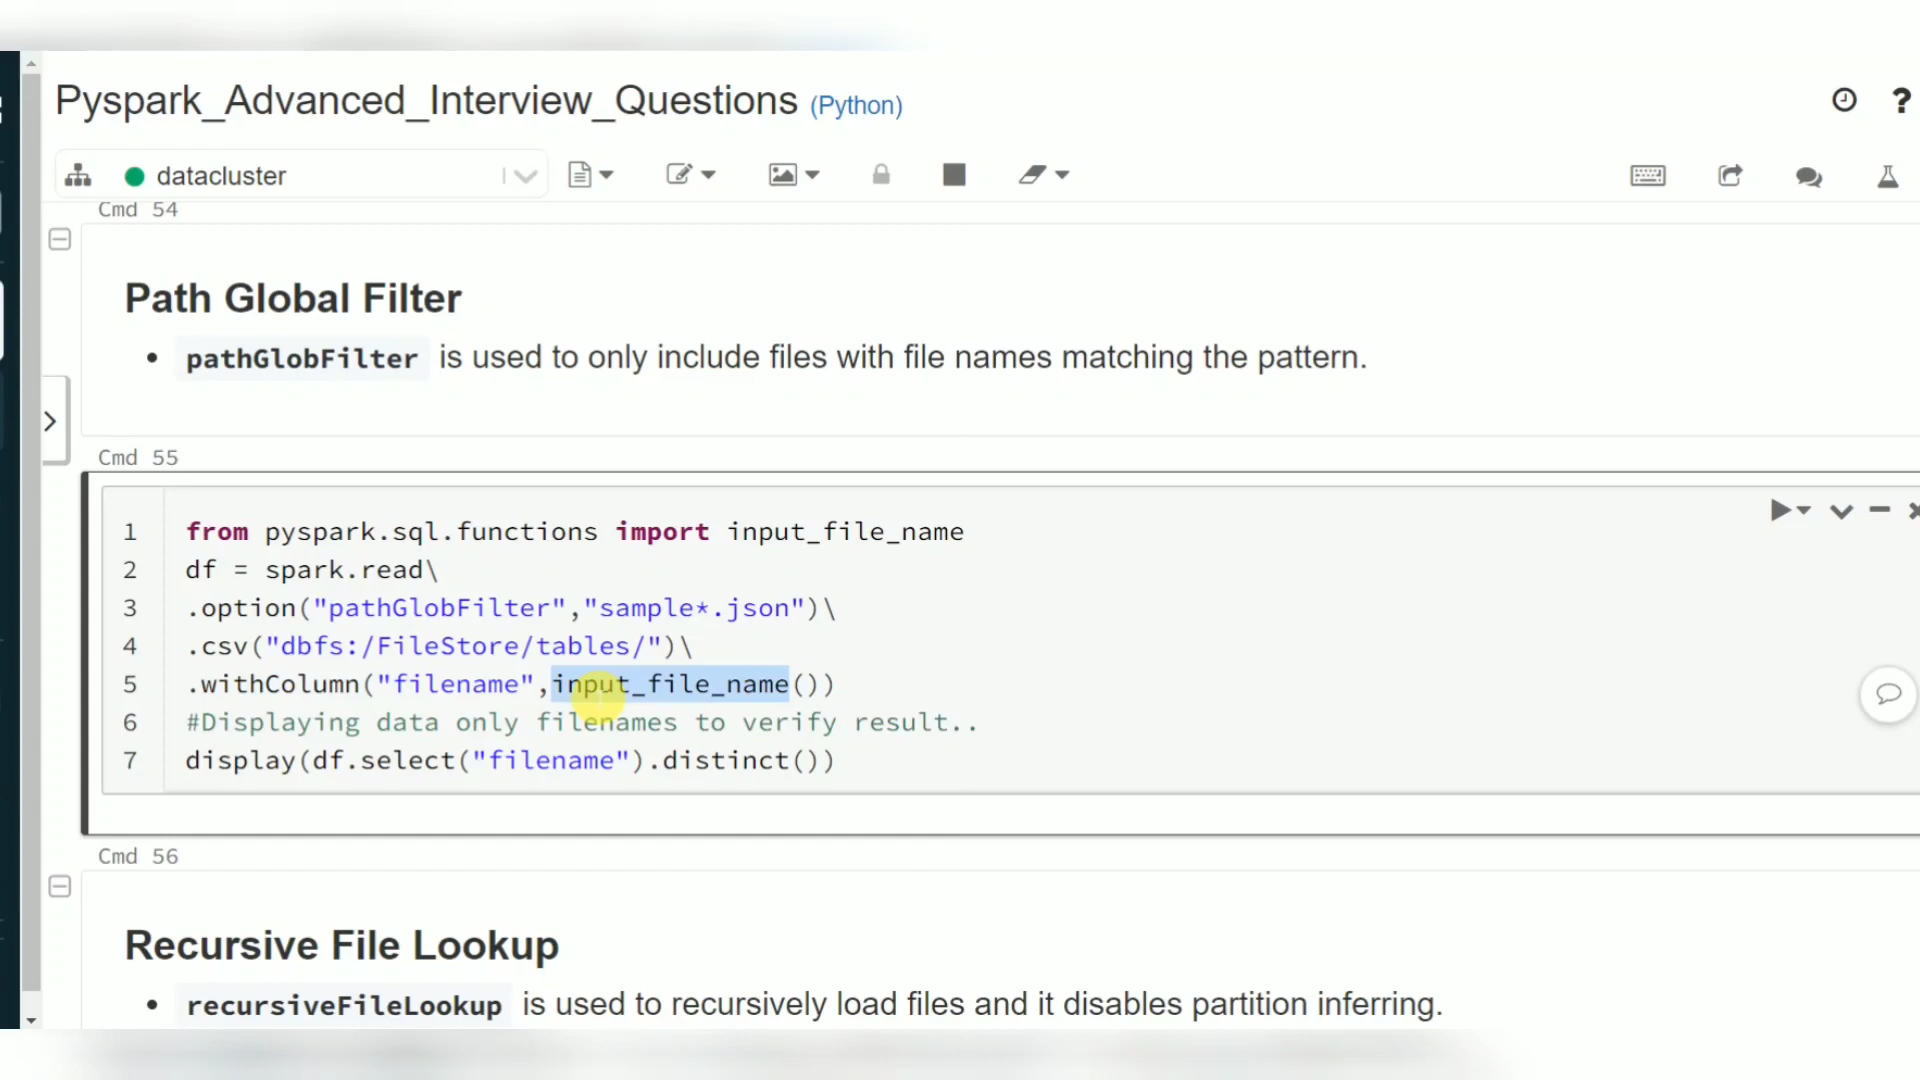 Pyspark_Advanced_Interview_Questions (Python)
?
datacluster
Cmd 54
Path Global Filter
• pathGlobFilter is used to only include files with file names matching the pattern.
Cmd 55
1 from pyspark.sql.functions import input_file_name
2 df = spark.read\
3 .option("pathGlobFilter","sample*.json")\
4 .csv("dbfs:/FileStore/tables/")\
5 .withColumn("filename",input_file_name())
6 #Displaying data only filenames to verify result..
7 display(df.select("filename").distinct())
Cmd 56
Recursive File Lookup
• recursiveFileLookup is used to recursively load files and it disables partition inferring.